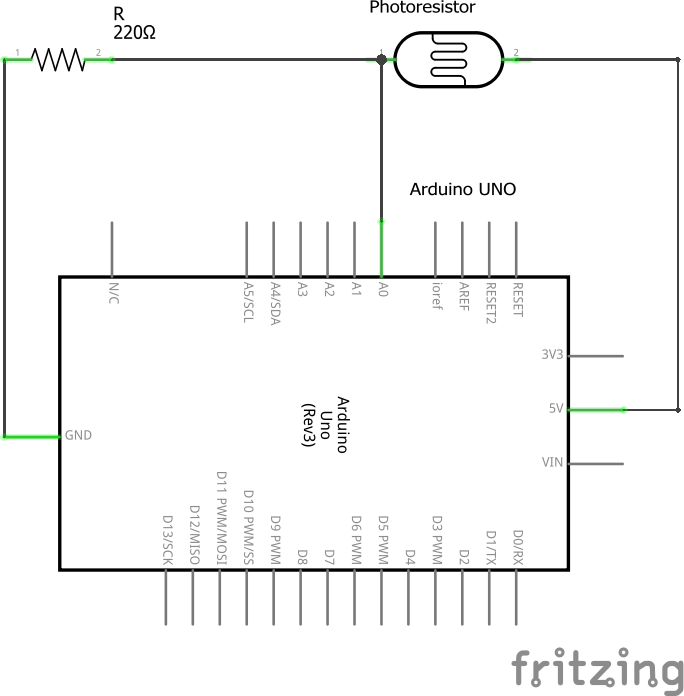 Photoresistor
R
220Ω
1
2
1
2
Arduino UNO
N/C
A5/SCL
A4/SDA
A3
A2
A1
A0
ioref
AREF
RESET2
RESET
3V3
5V
VIN
GND
Arduino
Uno
(Rev3)
D13/SCK
D12/MISO
D11 PWM/MOSI
D10 PWM/SS
D9 PWM
D8
D7
D6 PWM
D5 PWM
D4
D3 PWM
D2
D1/TX
D0/RX
fritzing